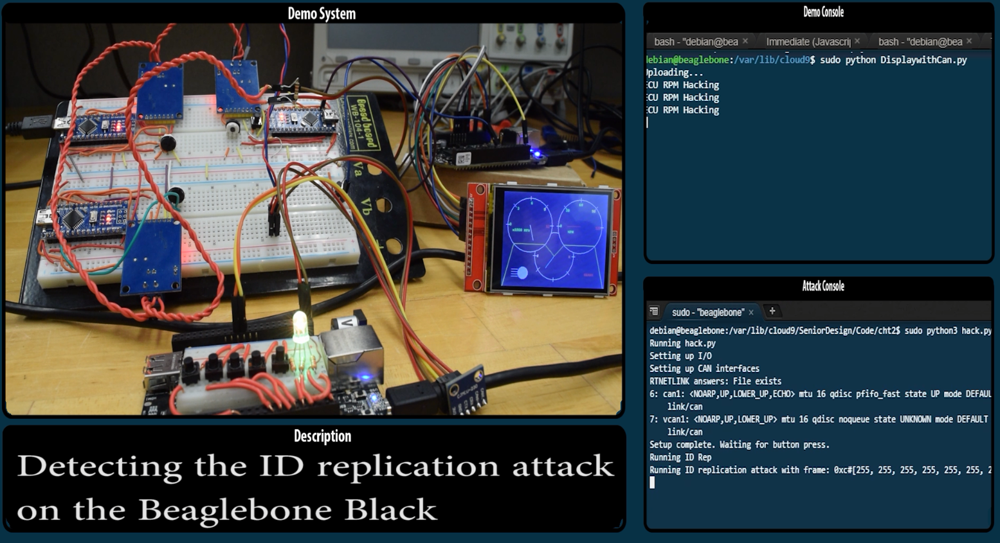 Demo System
Bread board
WB-104-1
Va
Vb
V
Description
Detecting the ID replication attack
on the Beaglebone Black
Demo Console
bash - "debian@bea ×
Immediate (Javascrip ×
bash - "debian@bea ×
debian@beaglebone:/var/lib/cloud9$ sudo python DisplaywithCan.py
Uploading...
ECU RPM Hacking
ECU RPM Hacking
ECU RPM Hacking
Attack Console
sudo - "beaglebone" ×
+
debian@beaglebone:/var/lib/cloud9/SeniorDesign/Code/cht2$ sudo python3 hack.py
Running hack.py
Setting up I/O
Setting up CAN interfaces
RTNETLINK answers: File exists
6: can1: <NOARP,UP,LOWER_UP,ECHO> mtu 16 qdisc pfifo_fast state UP mode DEFAUL
link/can
7: vcan1: <NOARP,UP,LOWER_UP> mtu 16 qdisc noqueue state UNKNOWN mode DEFAULT
link/can
Setup complete. Waiting for button press.
Running ID Rep
Running ID replication attack with frame: 0xc#[255, 255, 255, 255, 255, 255, 2